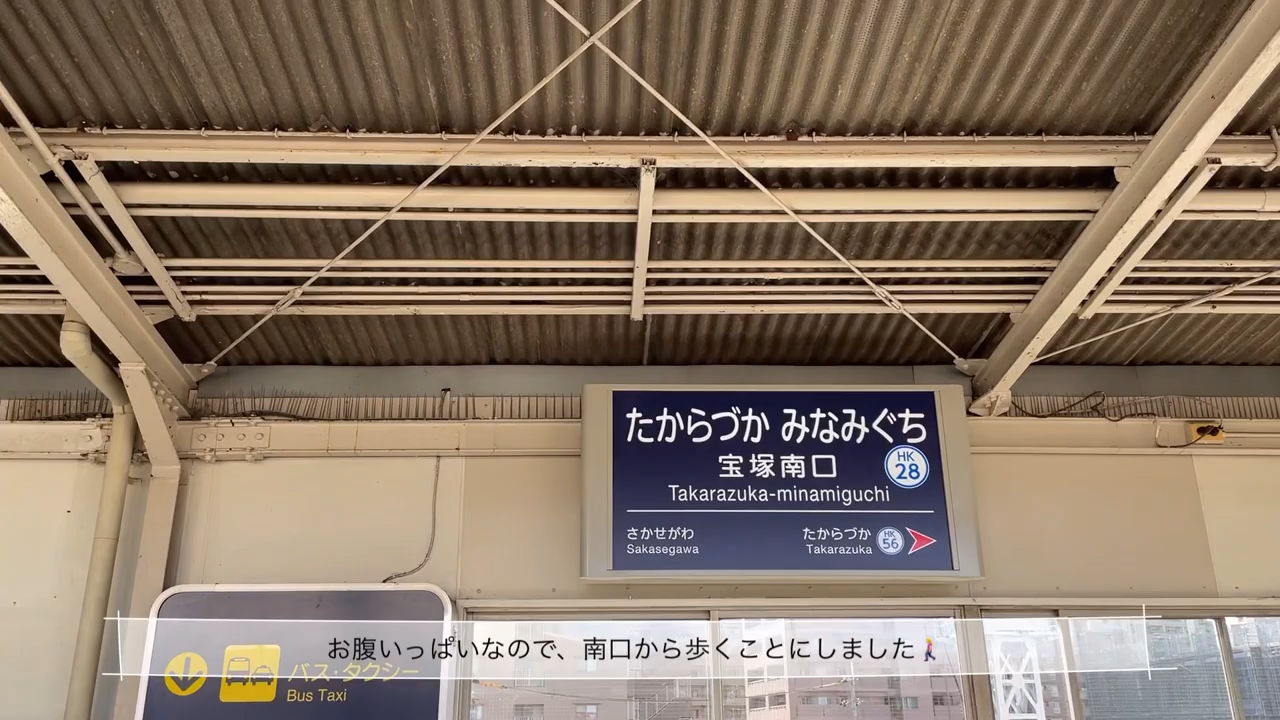 たからづか みなみぐち
宝塚南口
HK
28
Takarazuka-minamiguchi
さかせがわ
Sakasegawa
たからづか
Takarazuka
HK
56
お腹いっぱいなので、南口から歩くことにしました🚶‍♀️
バス・タクシー
Bus Taxi